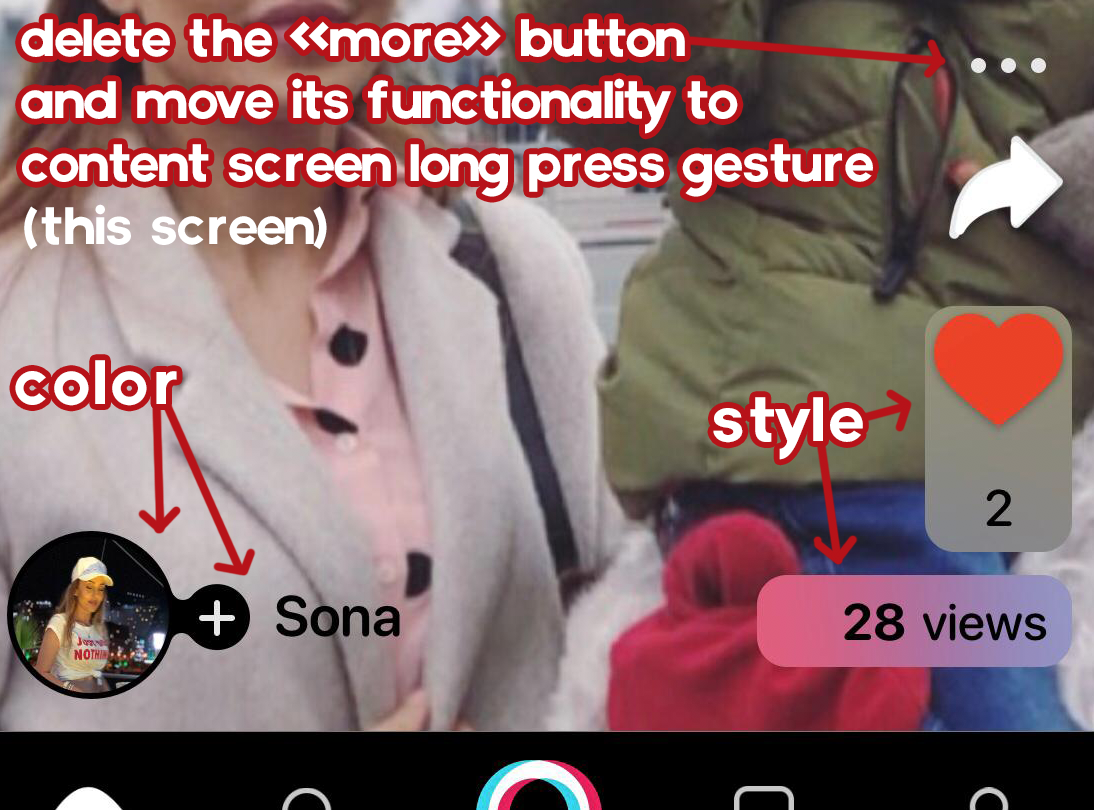 delete the «more» button
and move its functionality to
content screen long press gesture
(this screen)
color
style
2
Sona
28 views
NOTHIN